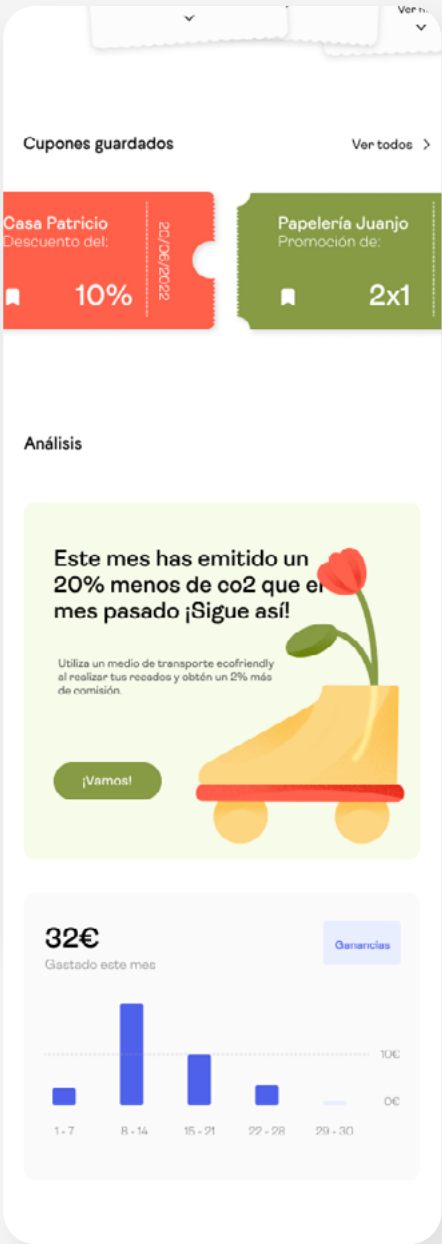 Cupones guardados
Ver todos
Casa Patricio
Descuento del:
10%
20/06/2022
Papelería Juanjo
Promoción de:
2x1
Análisis
Este mes has emitido un
20% menos de co2 que el
mes pasado ¡Sigue así!
Utiliza un medio de transporte ecofriendly
al realizar tus recados y obtén un 2% más
de comisión.
¡Vamos!
32€
Gastado este mes
Ganancias
10€
0€
1 - 7
8 - 14
15 - 21
22 - 28
29 - 30